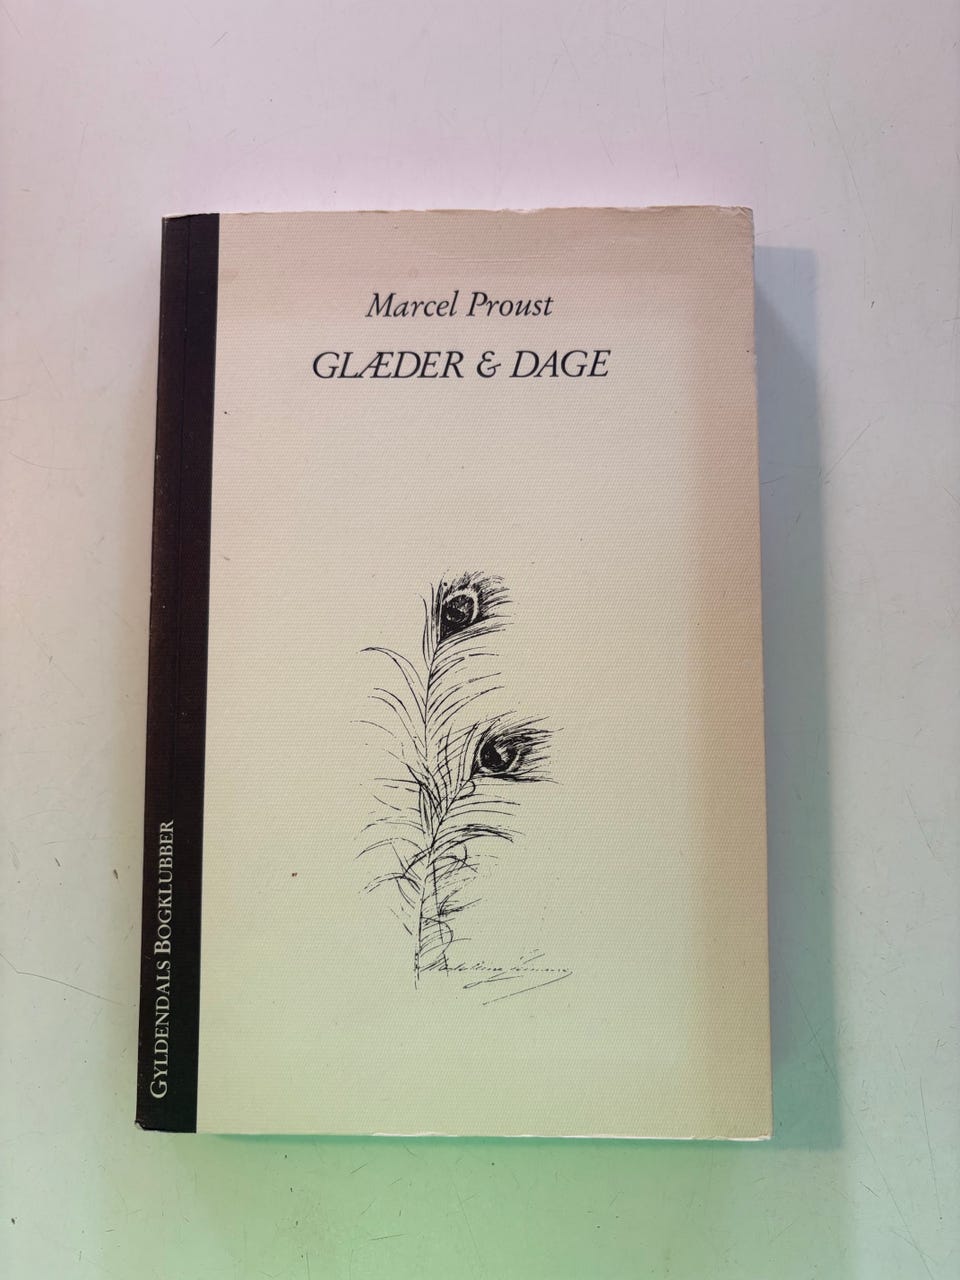 Marcel Proust
GLÆDER & DAGE
GYLDENDALS BOGKLUBBER